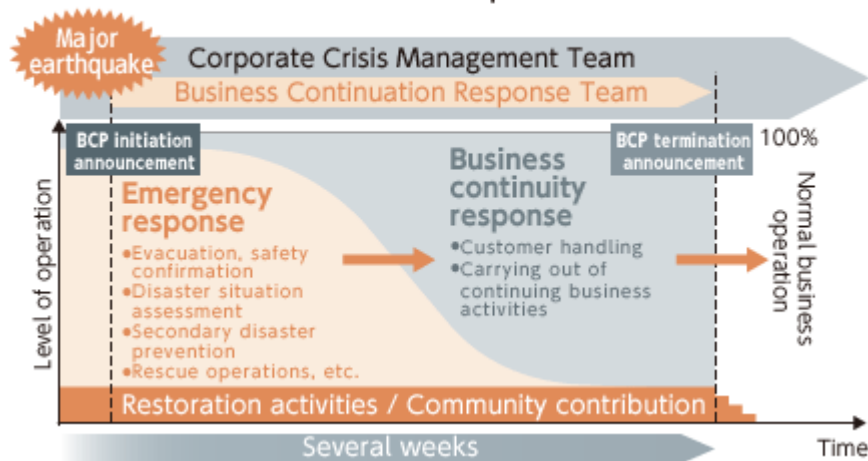 Major
earthquake
Corporate Crisis Management Team
Business Continuation Response Team
BCP initiation
announcement
BCP termination
announcement
100%
Level of operation
Emergency
response
•Evacuation, safety
confirmation
•Disaster situation
assessment
•Secondary disaster
prevention
•Rescue operations, etc.
Business
continuity
response
•Customer handling
•Carrying out of
continuing business
activities
Normal business
operation
Restoration activities / Community contribution
Several weeks
Time